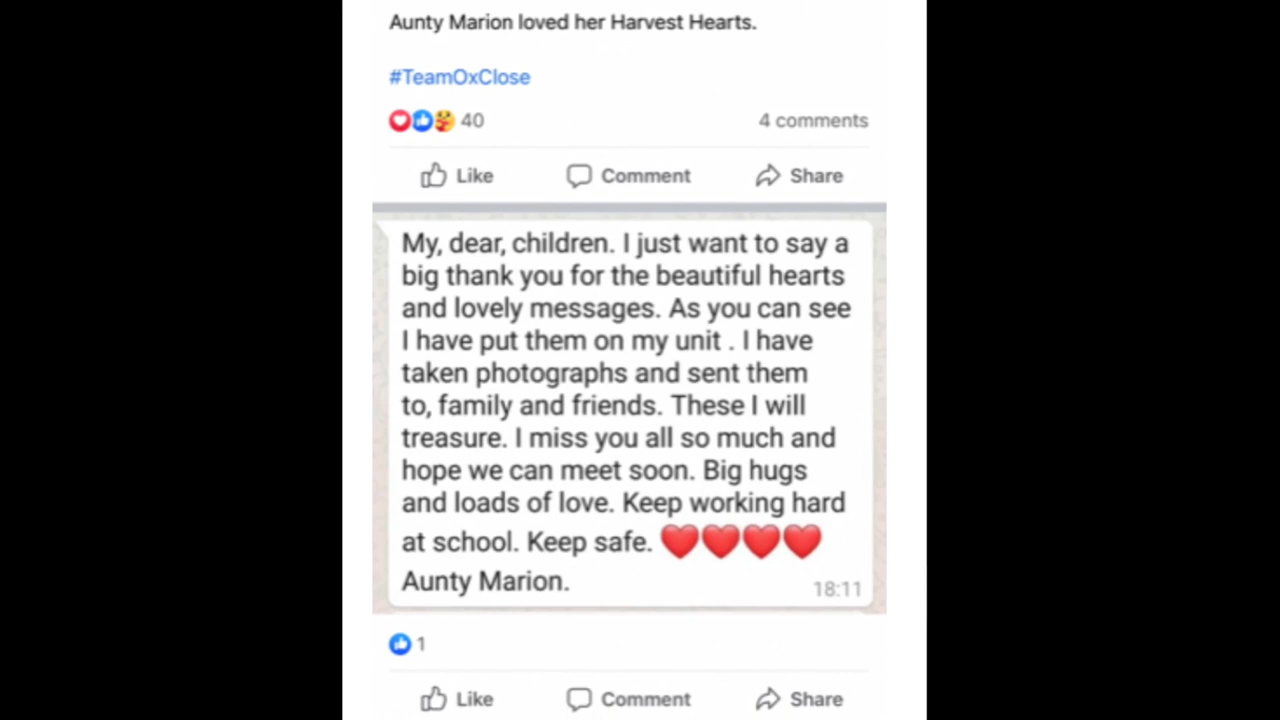 Aunty Marion loved her Harvest Hearts.
#TeamOxClose
40
4 comments
Like
Comment
Share
My, dear, children. I just want to say a
big thank you for the beautiful hearts
and lovely messages. As you can see
I have put them on my unit . I have
taken photographs and sent them
to, family and friends. These I will
treasure. I miss you all so much and
hope we can meet soon. Big hugs
and loads of love. Keep working hard
at school. Keep safe. ❤️❤️❤️❤️
Aunty Marion.
18:11
1
Like
Comment
Share